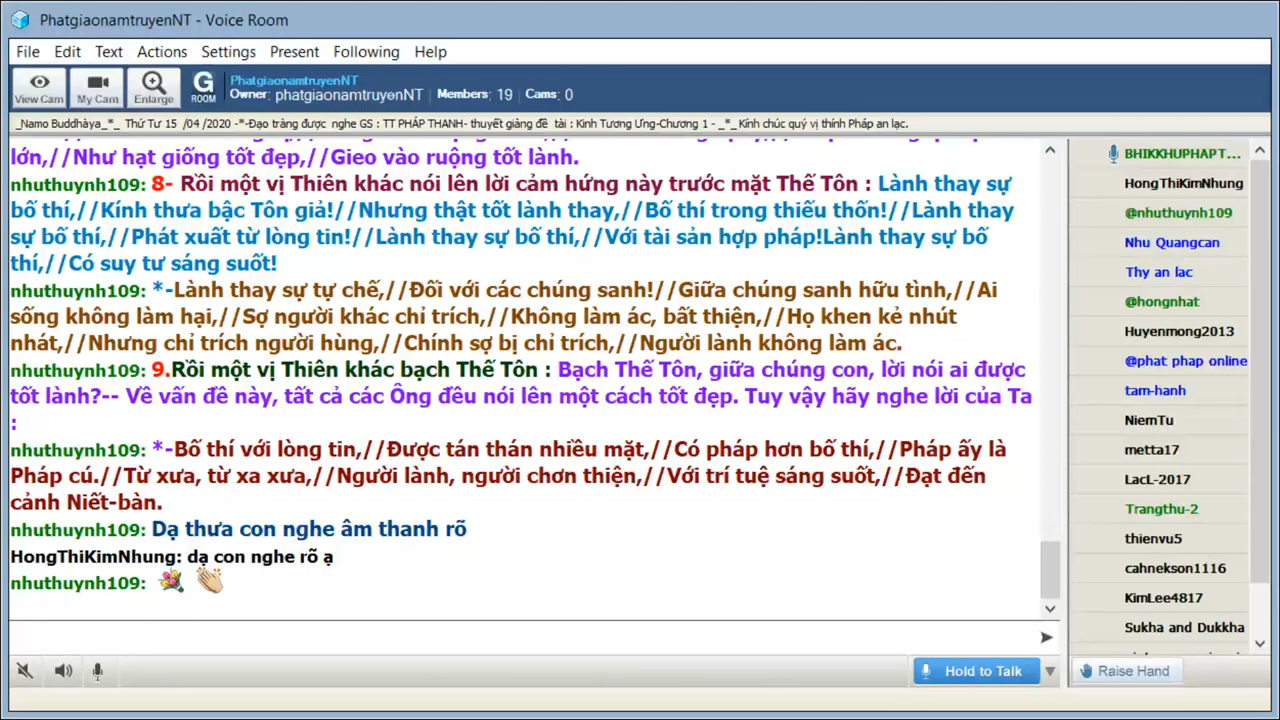 PhatgiaonamtruyenNT - Voice Room
File Edit Text Actions Settings Present Following Help
View Cam My Cam Enlarge G ROOM
PhatgiaonamtruyenNT
Owner: phatgiaonamtruyenNT Members: 19 Cams: 0
_Namo Buddhàya_*_ Thứ Tư 15 /04 /2020 -*-Đạo tràng được nghe GS : TT PHÁP THANH- thuyết giảng đề tài : Kinh Tương Ưng-Chương 1 - _*_ Kính chúc quý vị thính Pháp an lạc.
lớn,//Như hạt giống tốt đẹp,//Gieo vào ruộng tốt lành.
nhuthuynh109: 8- Rồi một vị Thiên khác nói lên lời cảm hứng này trước mặt Thế Tôn : Lành thay sự
bố thí,//Kính thưa bậc Tôn giả!//Nhưng thật tốt lành thay,//Bố thí trong thiếu thốn!//Lành thay
sự bố thí,//Phát xuất từ lòng tin!//Lành thay sự bố thí,//Với tài sản hợp pháp!Lành thay sự bố
thí,//Có suy tư sáng suốt!
nhuthuynh109: *-Lành thay sự tự chế,//Đối với các chúng sanh!//Giữa chúng sanh hữu tình,//Ai
sống không làm hại,//Sợ người khác chỉ trích,//Không làm ác, bất thiện,//Họ khen kẻ nhút
nhát,//Nhưng chỉ trích người hùng,//Chính sợ bị chỉ trích,//Người lành không làm ác.
nhuthuynh109: 9.Rồi một vị Thiên khác bạch Thế Tôn : Bạch Thế Tôn, giữa chúng con, lời nói ai được
tốt lành?-- Về vấn đề này, tất cả các Ông đều nói lên một cách tốt đẹp. Tuy vậy hãy nghe lời của Ta
:
nhuthuynh109: *-Bố thí với lòng tin,//Được tán thán nhiều mặt,//Có pháp hơn bố thí,//Pháp ấy là
Pháp cú.//Từ xưa, từ xa xưa,//Người lành, người chơn thiện,//Với trí tuệ sáng suốt,//Đạt đến
cảnh Niết-bàn.
nhuthuynh109: Dạ thưa con nghe âm thanh rõ
HongThiKimNhung: dạ con nghe rõ ạ
nhuthuynh109:
BHIKKHUPHAPT...
HongThiKimNhung
@nhuthuynh109
Nhu Quangcan
Thy an lac
@hongnhat
Huyenmong2013
@phat phap online
tam-hanh
NiemTu
metta17
LacL-2017
Trangthu-2
thienvu5
cahnekson1116
KimLee4817
Sukha and Dukkha
Hold to Talk
Raise Hand